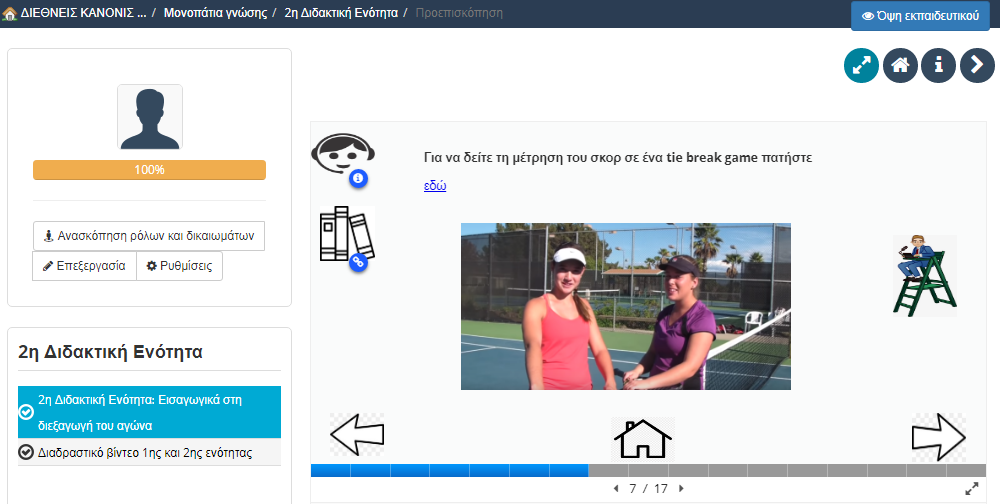 ΔΙΕΘΝΕΙΣ ΚΑΝΟΝΙΣ ... / Μονοπάτια γνώσης / 2η Διδακτική Ενότητα / Προεπισκόπηση
Όψη εκπαιδευτικού
100%
Ανασκόπηση ρόλων και δικαιωμάτων
Επεξεργασία
Ρυθμίσεις
2η Διδακτική Ενότητα
2η Διδακτική Ενότητα: Εισαγωγικά στη
διεξαγωγή του αγώνα
Διαδραστικό βίντεο 1ης και 2ης ενότητας
Για να δείτε τη μέτρηση του σκορ σε ένα tie break game πατήστε
εδώ
7 / 17